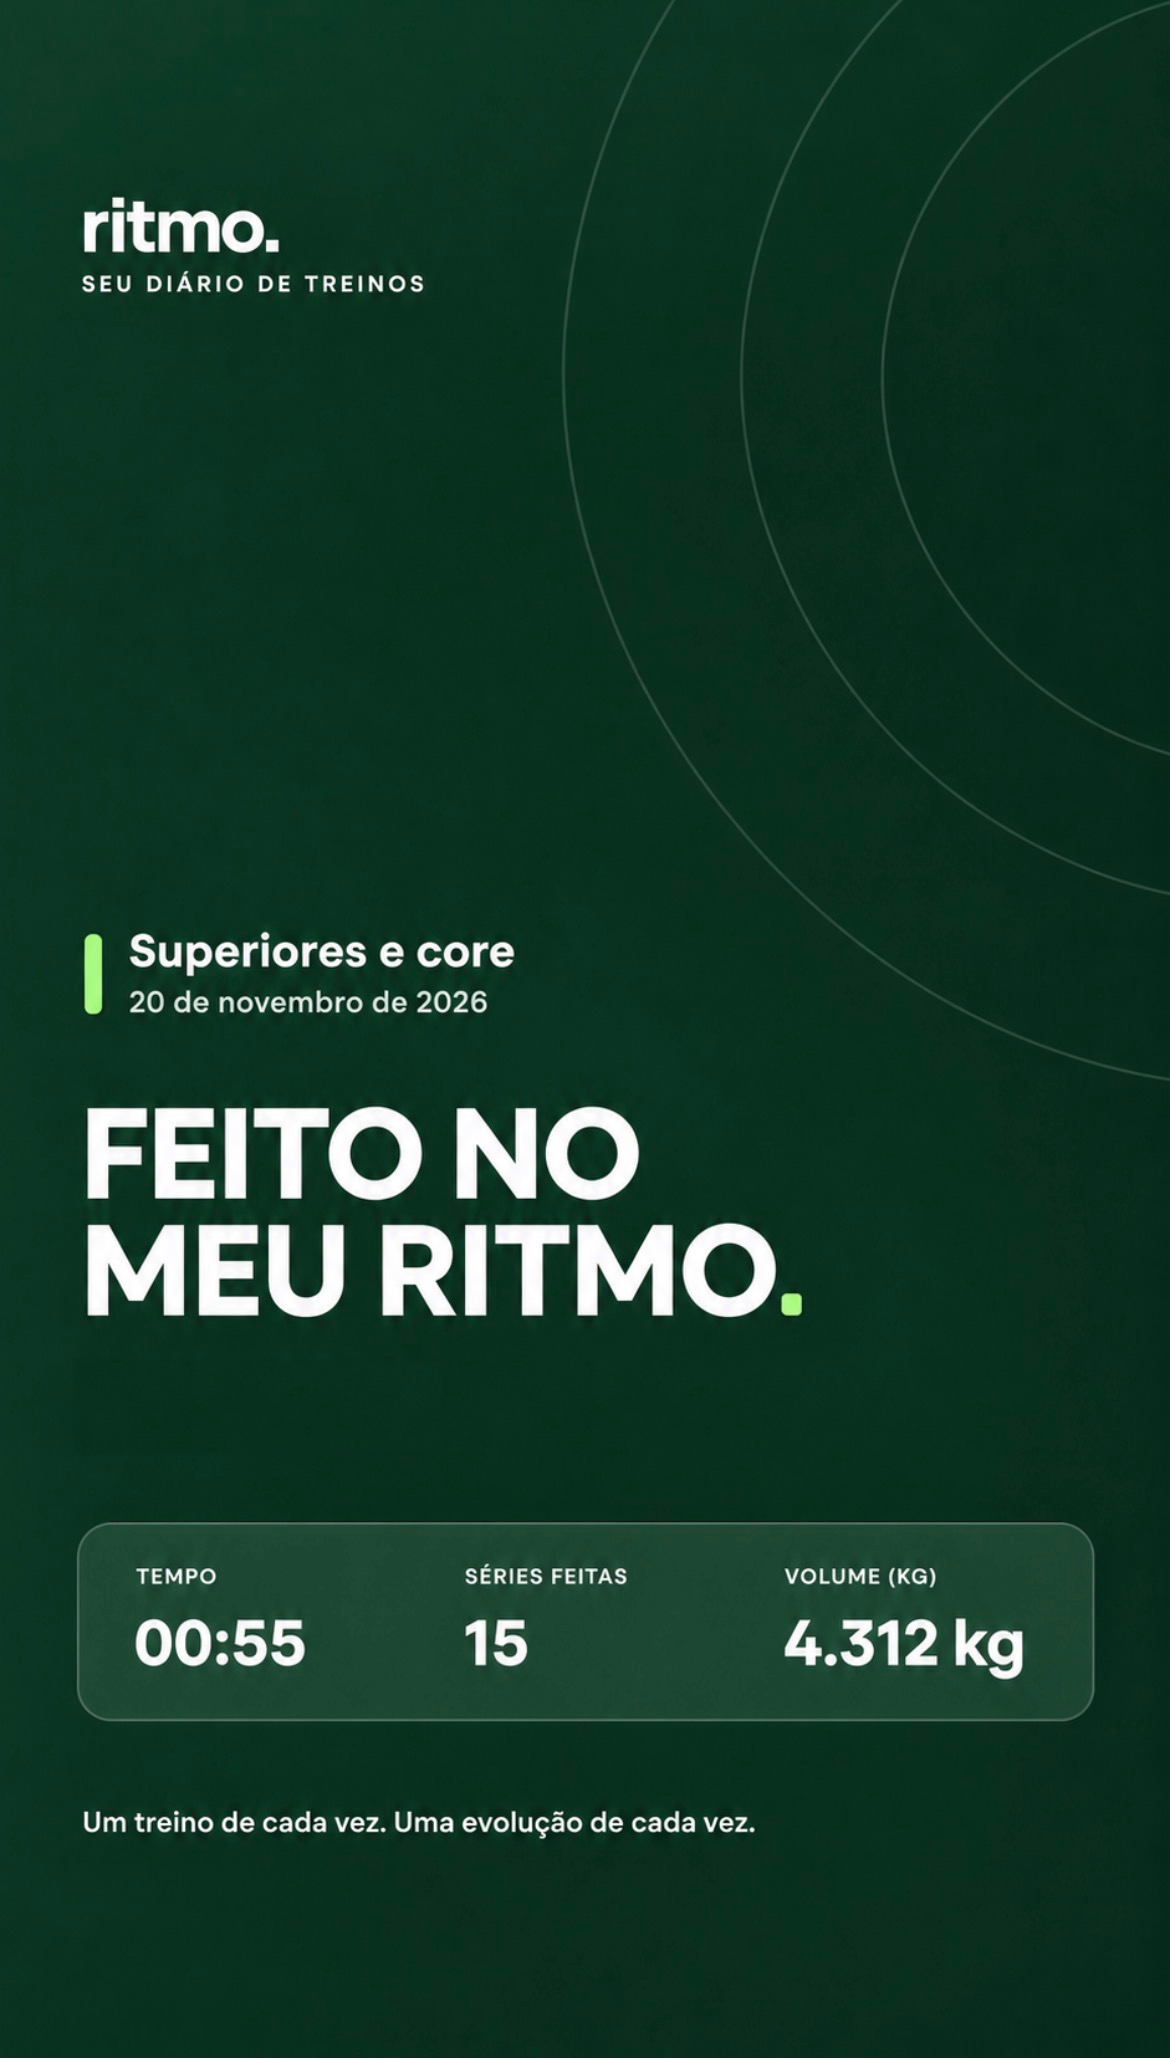 ritmo.
SEU DIÁRIO DE TREINOS
Superiores e core
20 de novembro de 2026
FEITO NO
MEU RITMO.
TEMPO
00:55
SÉRIES FEITAS
15
VOLUME (KG)
4.312 kg
Um treino de cada vez. Uma evolução de cada vez.